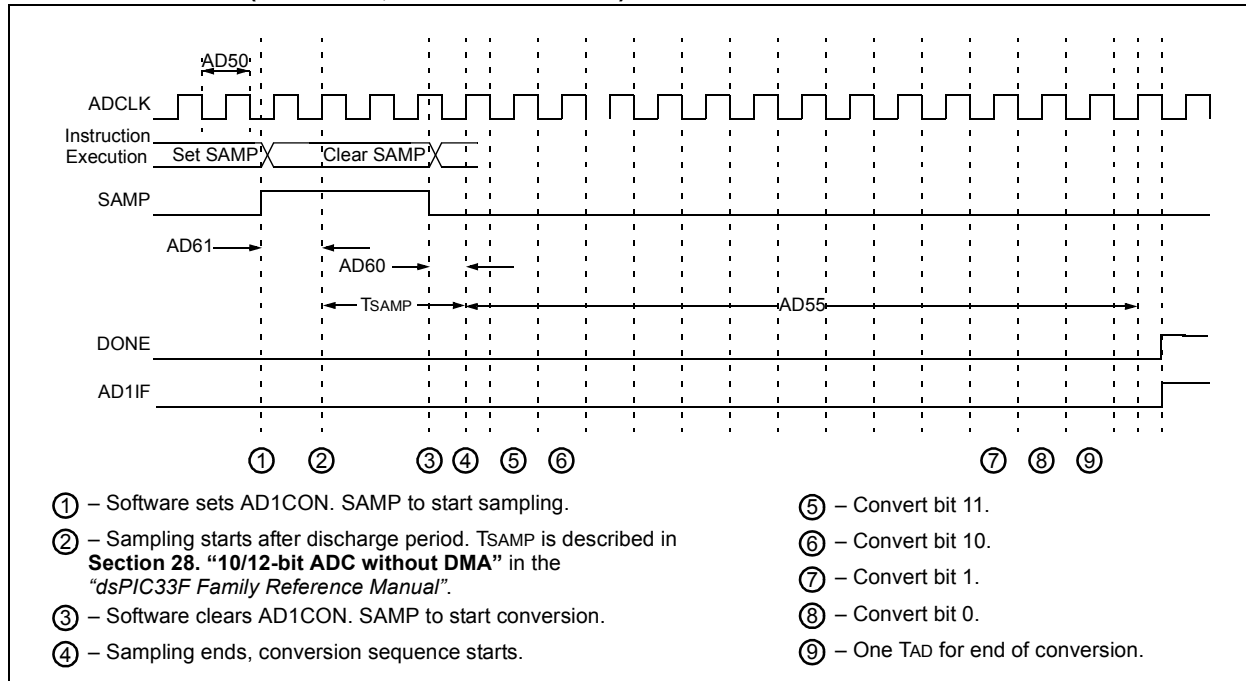 AD50
ADCLK
Instruction
Execution
Set SAMP
Clear SAMP
SAMP
AD61
AD60
TSAMP
AD55
DONE
AD1IF
1 2 3 4 5 6 7 8 9
1 – Software sets AD1CON. SAMP to start sampling.
2 – Sampling starts after discharge period. TSAMP is described in
Section 28. “10/12-bit ADC without DMA” in the
“dsPIC33F Family Reference Manual”.
3 – Software clears AD1CON. SAMP to start conversion.
4 – Sampling ends, conversion sequence starts.
5 – Convert bit 11.
6 – Convert bit 10.
7 – Convert bit 1.
8 – Convert bit 0.
9 – One TAD for end of conversion.